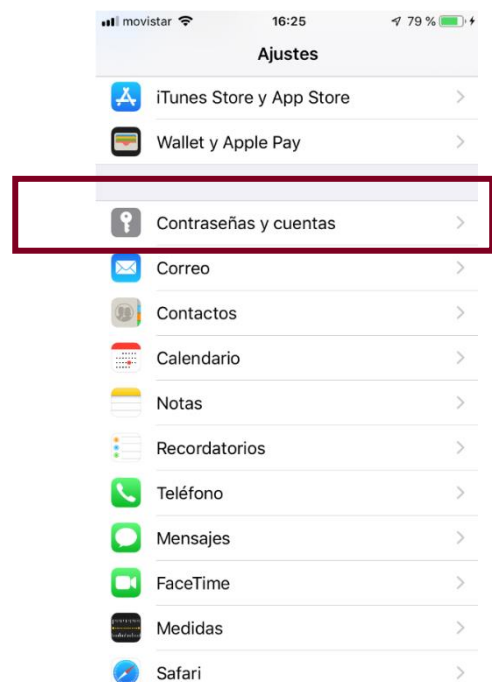 movistar 16:25 79 %
Ajustes
iTunes Store y App Store
Wallet y Apple Pay
Contraseñas y cuentas
Correo
Contactos
Calendario
Notas
Recordatorios
Teléfono
Mensajes
FaceTime
Medidas
Safari